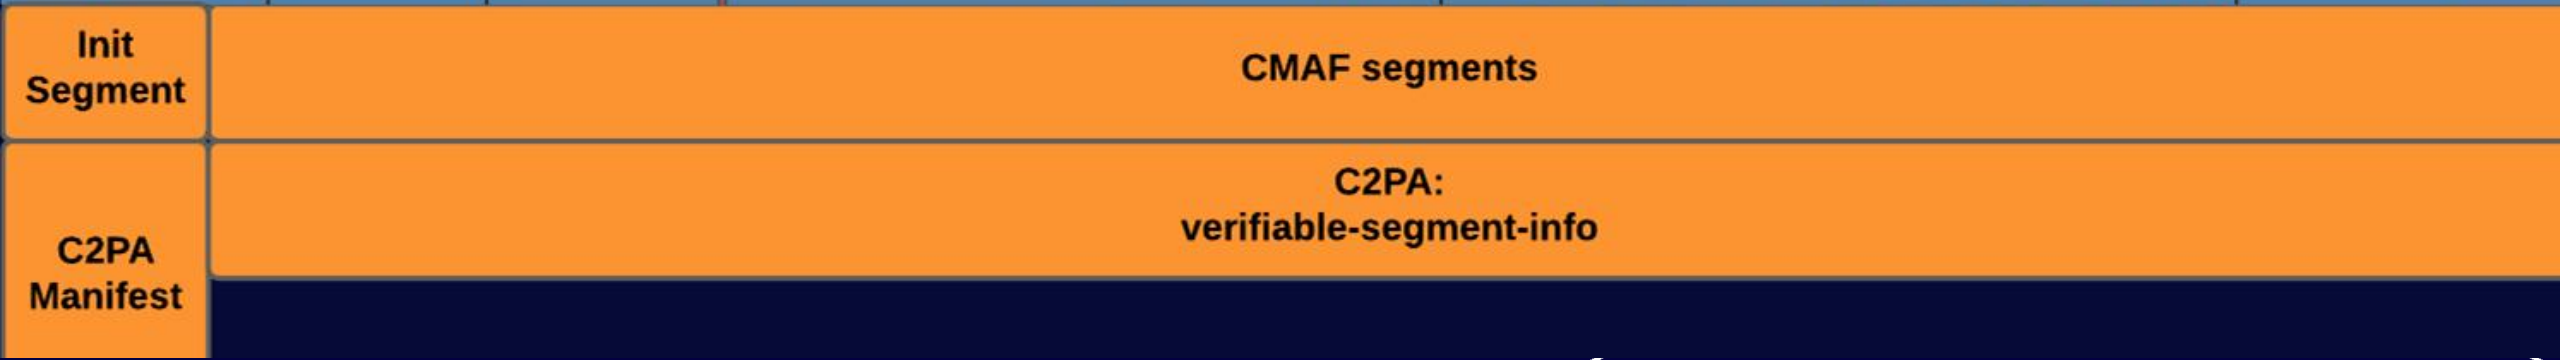 Init
Segment
CMAF segments
C2PA:
verifiable-segment-info
C2PA
Manifest